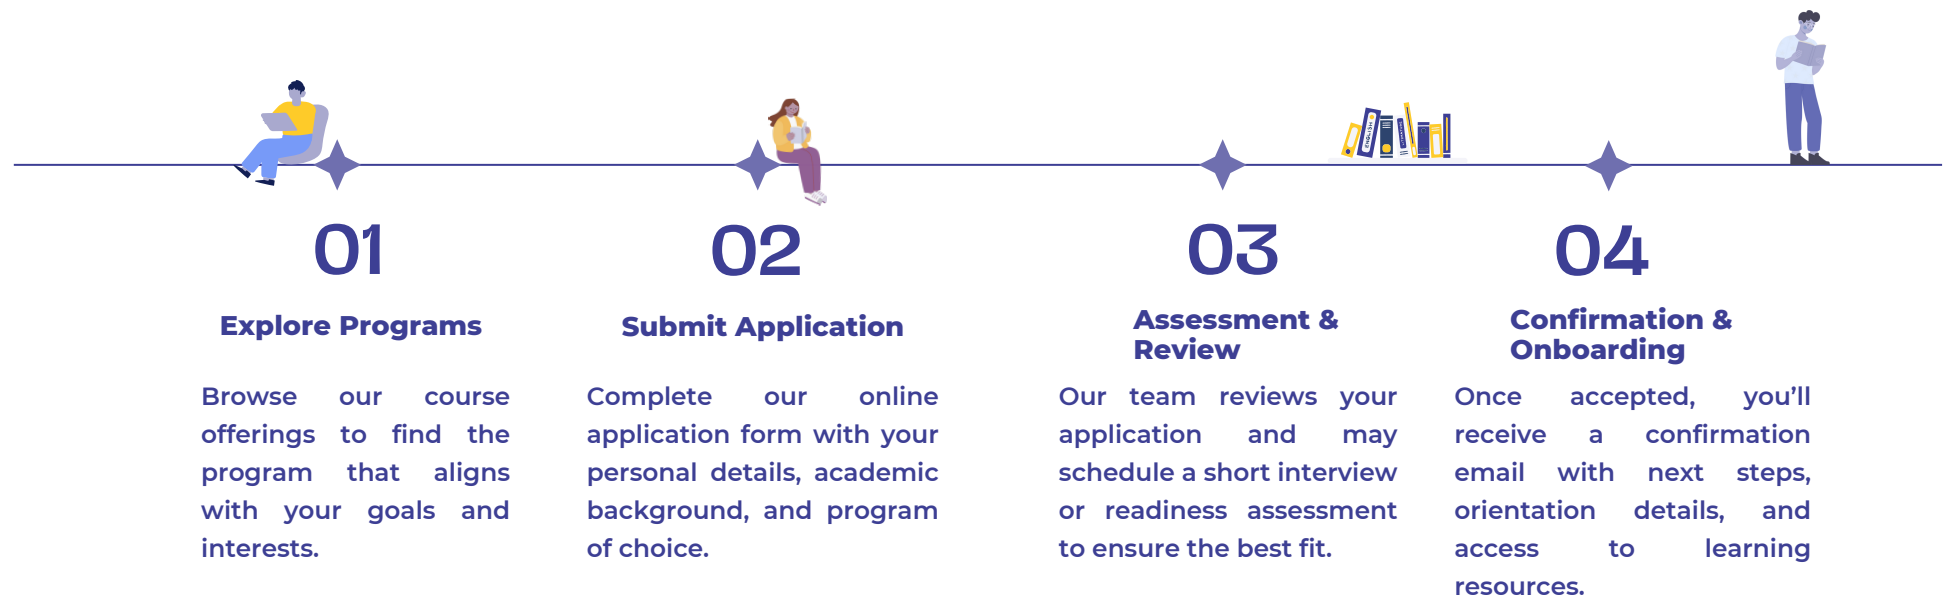 ENGLISH
01
Explore Programs
Browse our course
offerings to find the
program that aligns
with your goals and
interests.
02
Submit Application
Complete our online
application form with your
personal details, academic
background, and program
of choice.
03
Assessment &
Review
Our team reviews your
application and may
schedule a short interview
or readiness assessment
to ensure the best fit.
04
Confirmation &
Onboarding
Once accepted, you’ll
receive a confirmation
email with next steps,
orientation details, and
access to learning
resources.